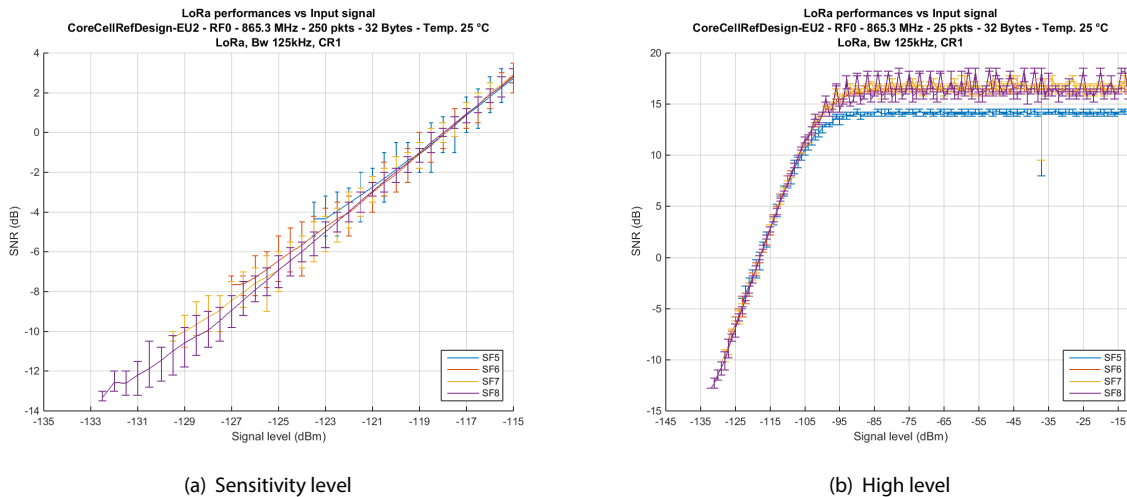 LoRa performances vs Input signal
CoreCellRefDesign-EU2 - RF0 - 865.3 MHz - 250 pkts - 32 Bytes - Temp. 25 °C
LoRa, Bw 125kHz, CR1
4
2
0
-2
-4
-6
-8
-10
-12
-14
SNR (dB)
-135
-133
-131
-129
-127
-125
-123
-121
-119
-117
-115
Signal level (dBm)
SF5
SF6
SF7
SF8
(a) Sensitivity level
LoRa performances vs Input signal
CoreCellRefDesign-EU2 - RF0 - 865.3 MHz - 25 pkts - 32 Bytes - Temp. 25 °C
LoRa, Bw 125kHz, CR1
20
15
10
5
0
-5
-10
-15
SNR (dB)
-145
-135
-125
-115
-105
-95
-85
-75
-65
-55
-45
-35
-25
-15
Signal level (dBm)
SF5
SF6
SF7
SF8
(b) High level